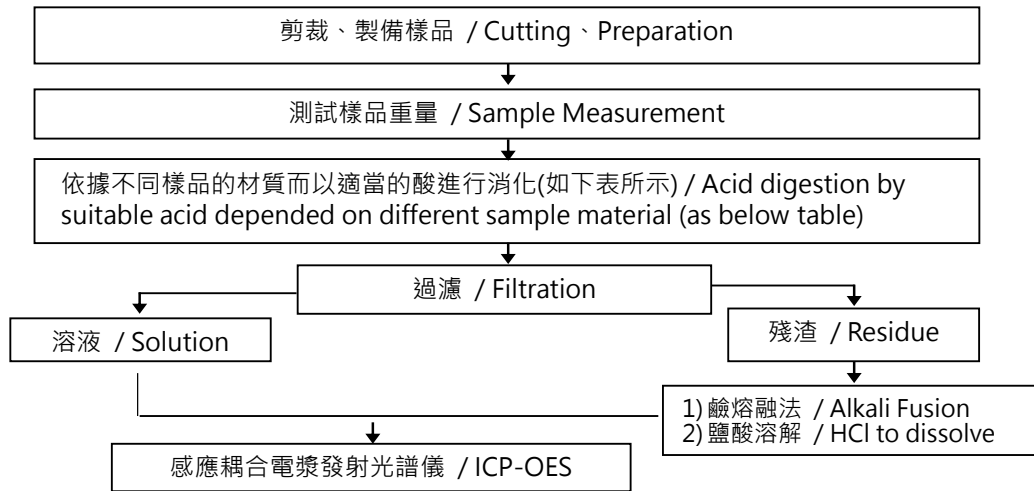 剪裁、製備樣品 / Cutting、Preparation
測試樣品重量 / Sample Measurement
依據不同樣品的材質而以適當的酸進行消化(如下表所示) / Acid digestion by
suitable acid depended on different sample material (as below table)
過濾 / Filtration
溶液 / Solution
殘渣 / Residue
1) 鹼熔融法 / Alkali Fusion
2) 鹽酸溶解 / HCl to dissolve
感應耦合電漿發射光譜儀 / ICP-OES